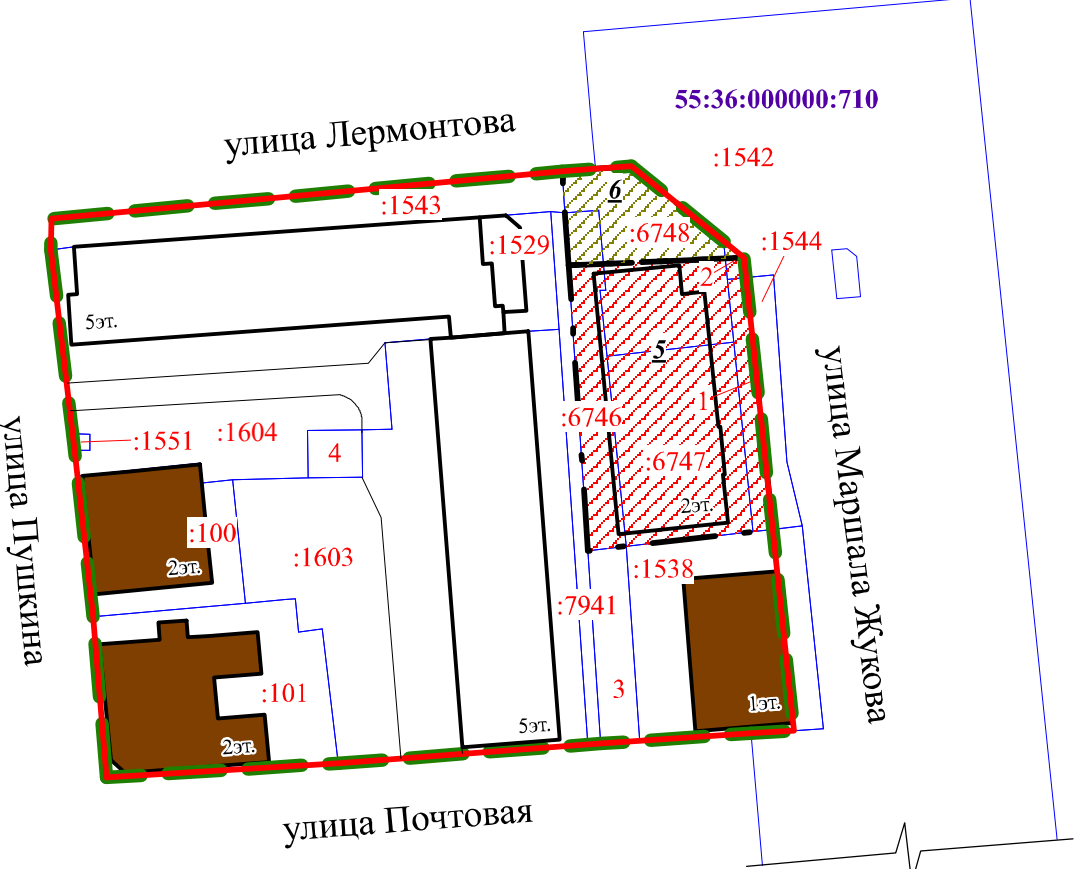 55:36:000000:710
улица Лермонтова
:1542
6
:1543
:6748
:1544
:1529
2
5эт.
5
улица Маршала Жукова
1
:6746
:1551
:1604
4
:6747
улица Пушкина
2эт.
:100
:1603
2эт.
:1538
:7941
3
:101
1эт.
5эт.
2эт.
улица Почтовая